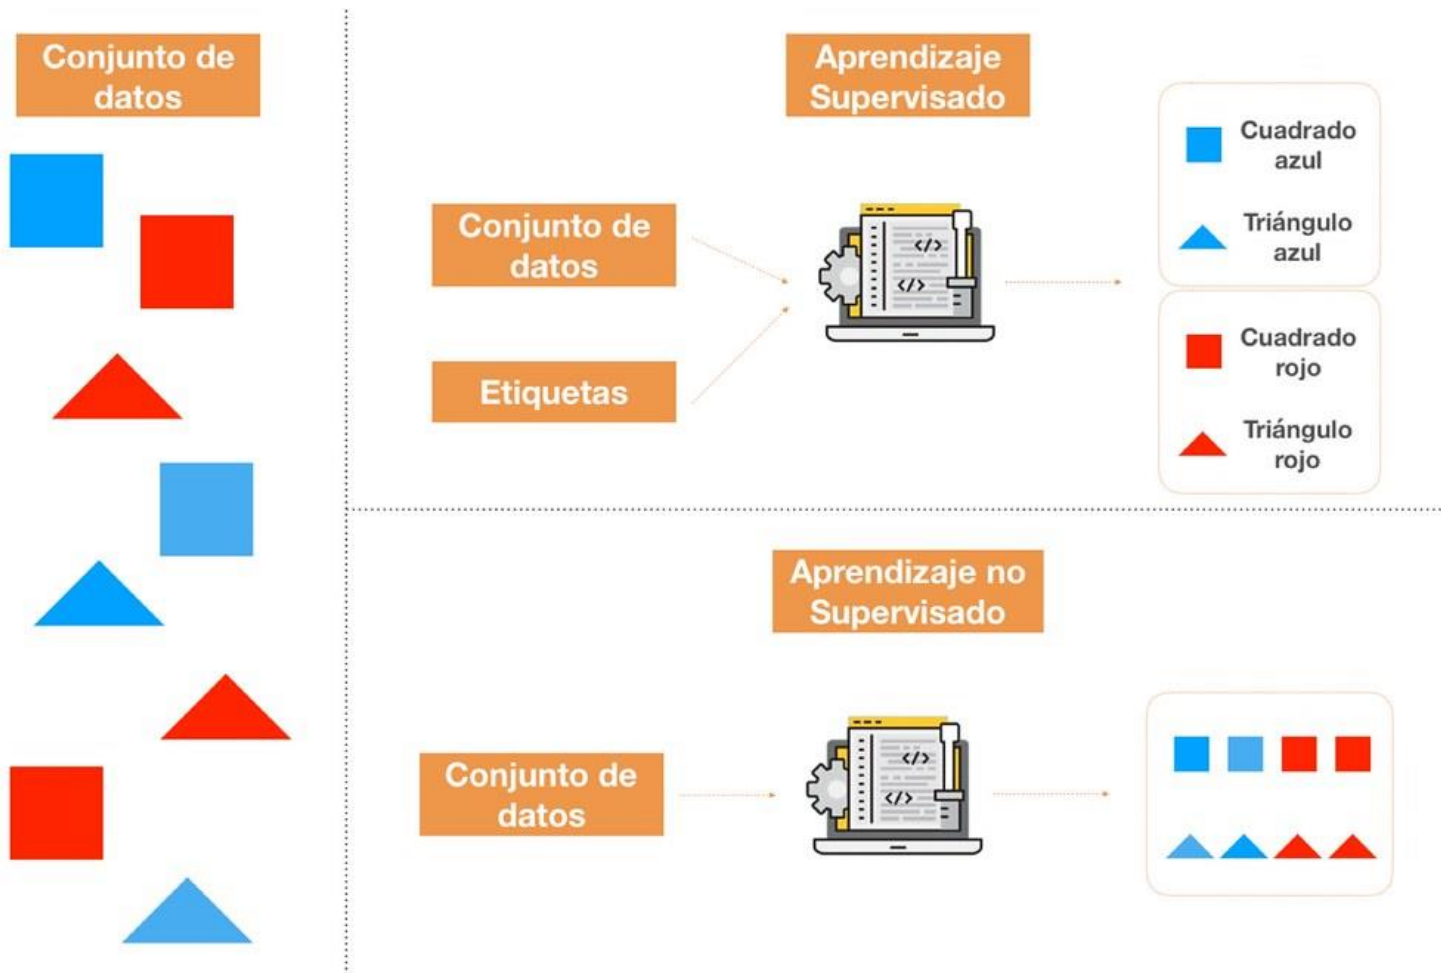 Conjunto de
datos
Aprendizaje
Supervisado
Conjunto de
datos
Etiquetas
</>
</>
Cuadrado
azul
Triángulo
azul
Cuadrado
rojo
Triángulo
rojo
Aprendizaje no
Supervisado
Conjunto de
datos
</>
</>